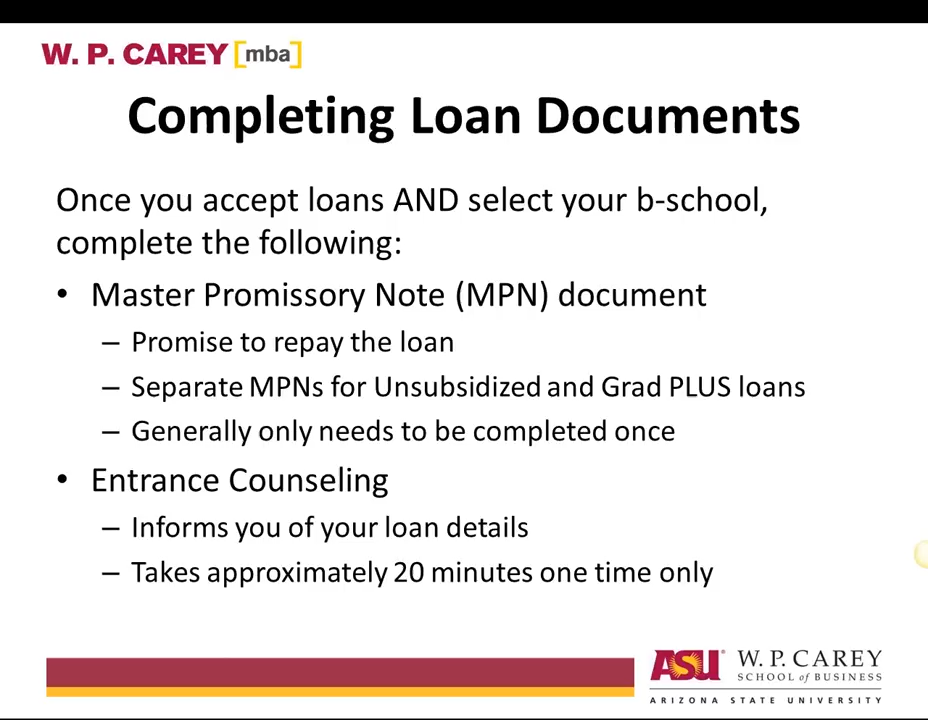 W. P. CAREY [mba]
Completing Loan Documents
Once you accept loans AND select your b-school,
complete the following:
• Master Promissory Note (MPN) document
– Promise to repay the loan
– Separate MPNs for Unsubsidized and Grad PLUS loans
– Generally only needs to be completed once
• Entrance Counseling
– Informs you of your loan details
– Takes approximately 20 minutes one time only
ASU W. P. CAREY
SCHOOL of BUSINESS
ARIZONA STATE UNIVERSITY